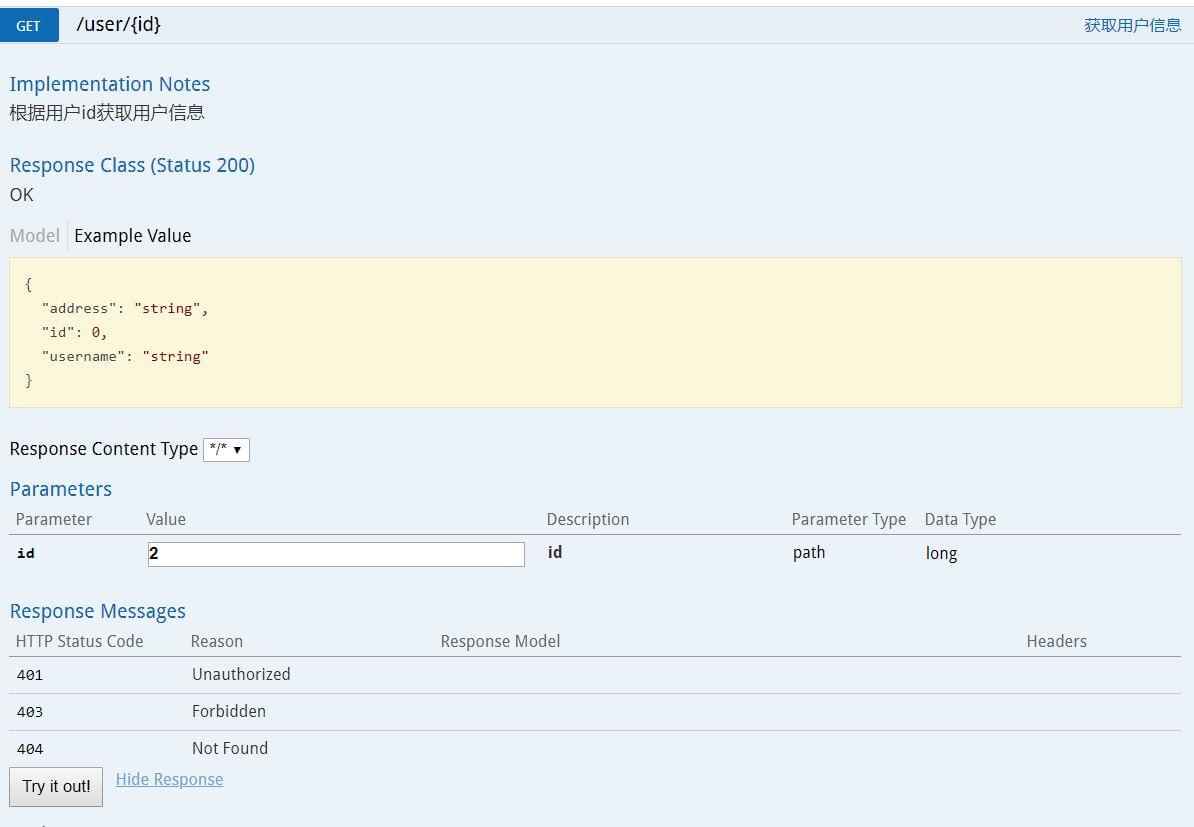 GET /user/{id} 获取用户信息
Implementation Notes
根据用户id获取用户信息
Response Class (Status 200)
OK
Model Example Value
{
"address": "string",
"id": 0,
"username": "string"
}
Response Content Type */* ▼
Parameters
Parameter Value Description Parameter Type Data Type
id 2 id path long
Response Messages
HTTP Status Code Reason Response Model Headers
401 Unauthorized
403 Forbidden
404 Not Found
Try it out! Hide Response